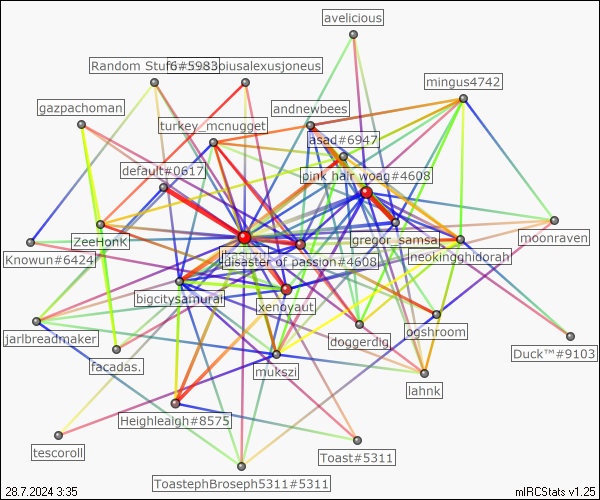 avelicious
Random Stuff#5983
mingus4742
gazpachoman
andnewbees
turkey_mcnugget
asad#6947
default#0617
pink hair woag#4608
moonraven
ZeeHonK
gregor_samsa
Knowun#6424
disaster of passion#4608
neokingghidorah
bigcitysamurai
xenoyaut
jarlbreadmaker
doggerdig
ogshroom
facadas.
mukszi
Duck™#9103
lahnk
Heighleaigh#8575
tescoroll
Toast#5311
ToastephBroseph5311#5311
28.7.2024 3:35
mIRCStats v1.25